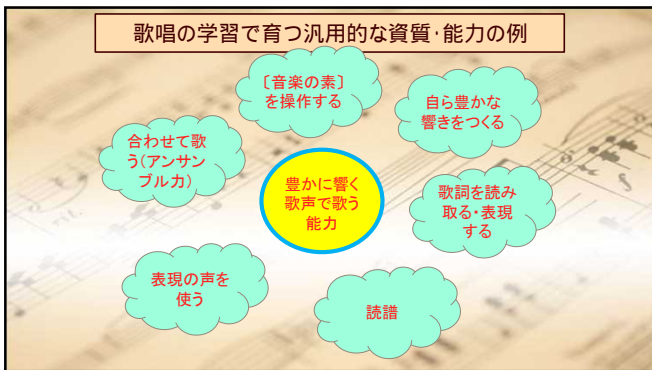 歌唱の学習で育つ汎用的な資質・能力の例
〔音楽の素〕
を操作する
自ら豊かな
響きをつくる
合わせて歌
う(アンサン
ブル力)
豊かに響く
歌声で歌う
能力
歌詞を読み
取る・表現
する
表現の声を
使う
読譜